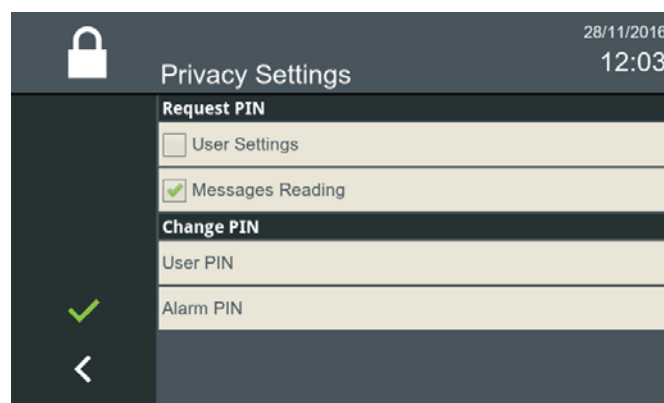 28/11/2016
12:03
Privacy Settings
Request PIN
User Settings
Messages Reading
Change PIN
User PIN
Alarm PIN